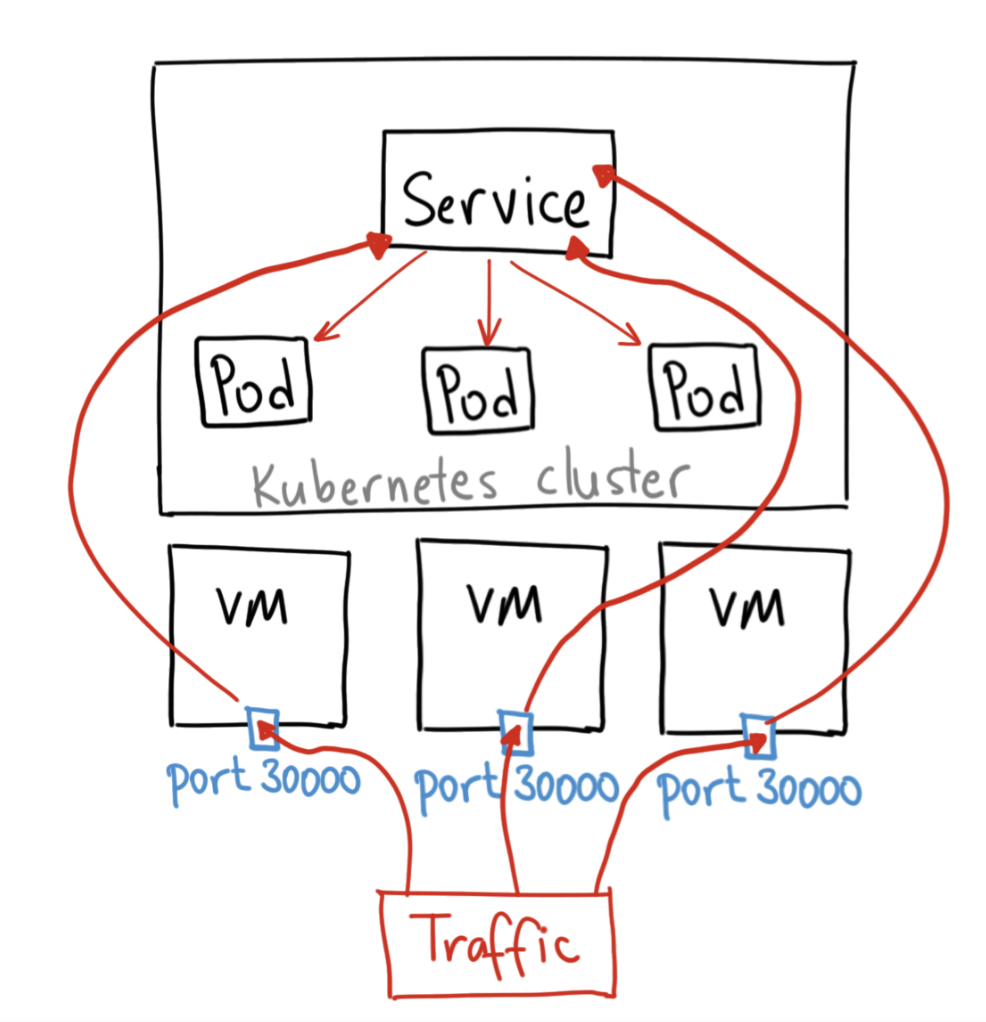 Service
Pod
Pod
Pod
Kubernetes cluster
VM
VM
VM
port 30000
port 30000
port 30000
Traffic